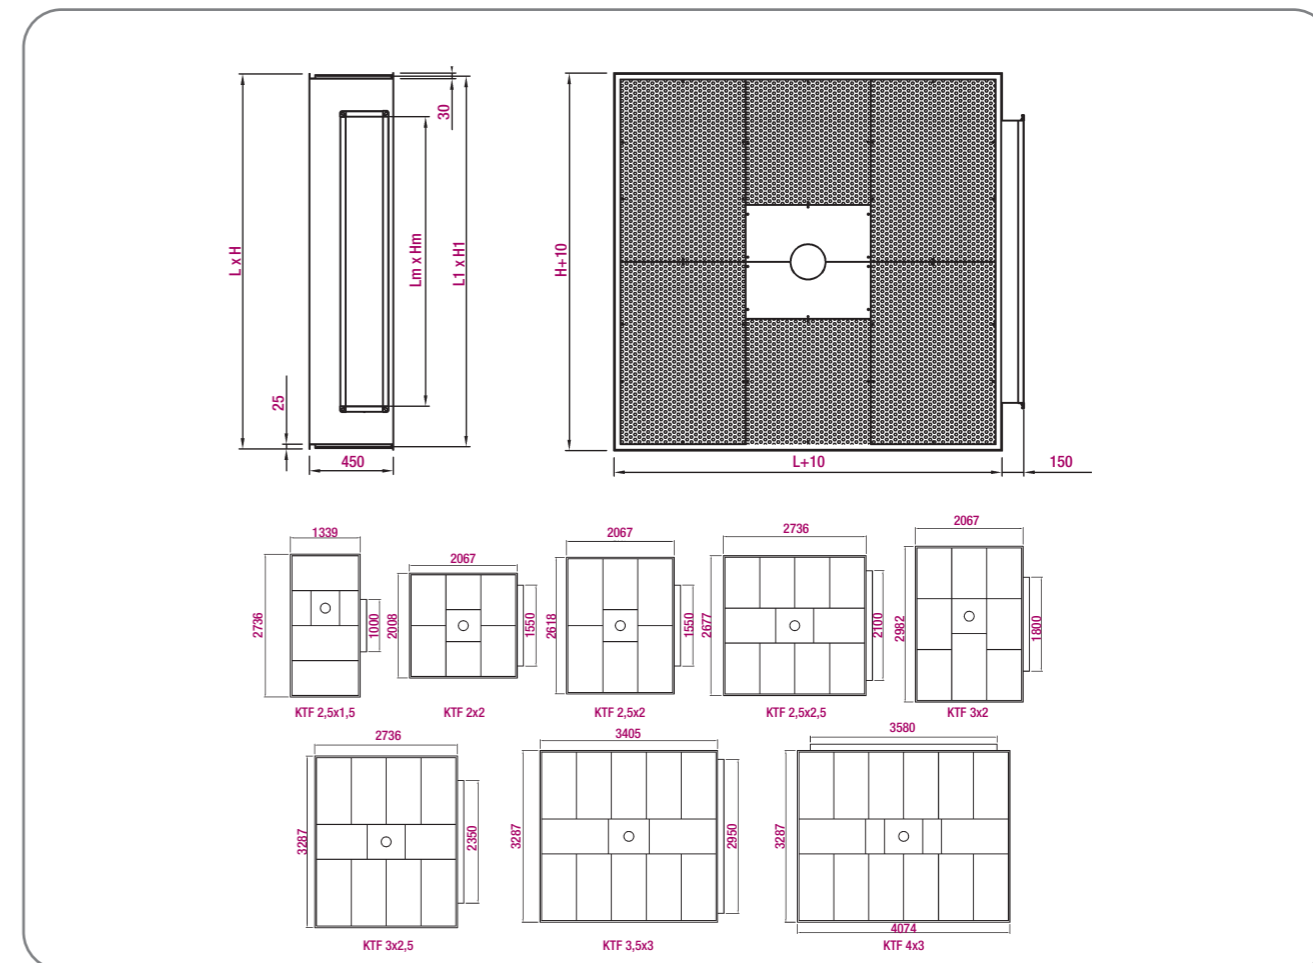 L x H
25
450
Lm x Hm
30
L1 x H1
H+10
L+10
150
1339
2736
1000
KTF 2,5x1,5
2067
2008
1550
KTF 2x2
2067
2618
1550
KTF 2,5x2
2736
2677
2100
KTF 2,5x2,5
2067
2982
1800
KTF 3x2
2736
3287
2350
KTF 3x2,5
3405
3287
2950
KTF 3,5x3
3580
3287
4074
KTF 4x3